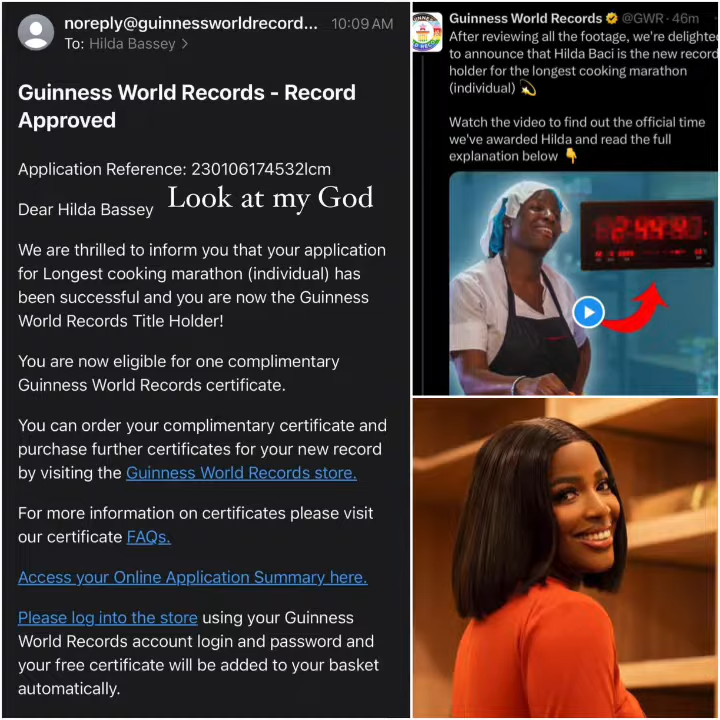 noreply@guinnessworldrecord...
10:09 AM
To: Hilda Bassey >
Guinness World Records - Record
Approved
Application Reference: 230106174532lcm
Look at my God
Dear Hilda Bassey
We are thrilled to inform you that your application
for Longest cooking marathon (individual) has
been successful and you are now the Guinness
World Records Title Holder!
You are now eligible for one complimentary
Guinness World Records certificate.
You can order your complimentary certificate and
purchase further certificates for your new record
by visiting the Guinness World Records store.
For more information on certificates please visit
our certificate FAQs.
Access your Online Application Summary here.
Please log into the store using your Guinness
World Records account login and password and
your free certificate will be added to your basket
automatically.
Guinness World Records @GWR · 46m
After reviewing all the footage, we're delighted
to announce that Hilda Baci is the new record
holder for the longest cooking marathon
(individual)
Watch the video to find out the official time
we've awarded Hilda and read the full
explanation below